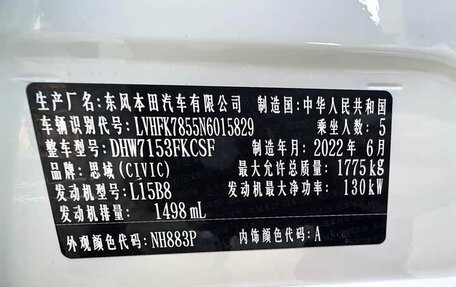 生产厂名:东风本田汽车有限公司 制造国:中华人民共和国
车辆识别代号:LVHFK7855N6015829 乘坐人数:5
整车型号:DHW7153FKCSF 制造年月:2022年6月
品牌:思域(CIVIC) 最大允许总质量:1775kg
发动机型号:L15B8 发动机最大净功率:130kW
发动机排量:1498mL
外观颜色代码:NH883P 内饰颜色代码:A